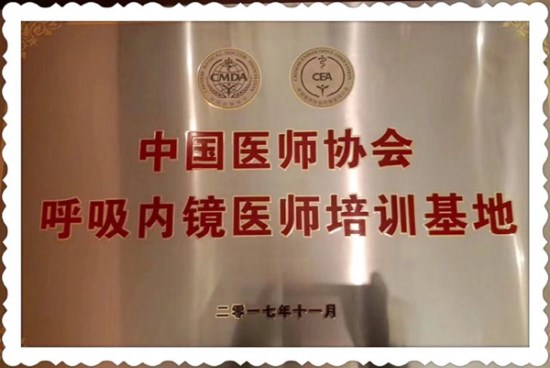 CMDA
CEA
中国医师协会
呼吸内镜医师培训基地
二零一七年十一月